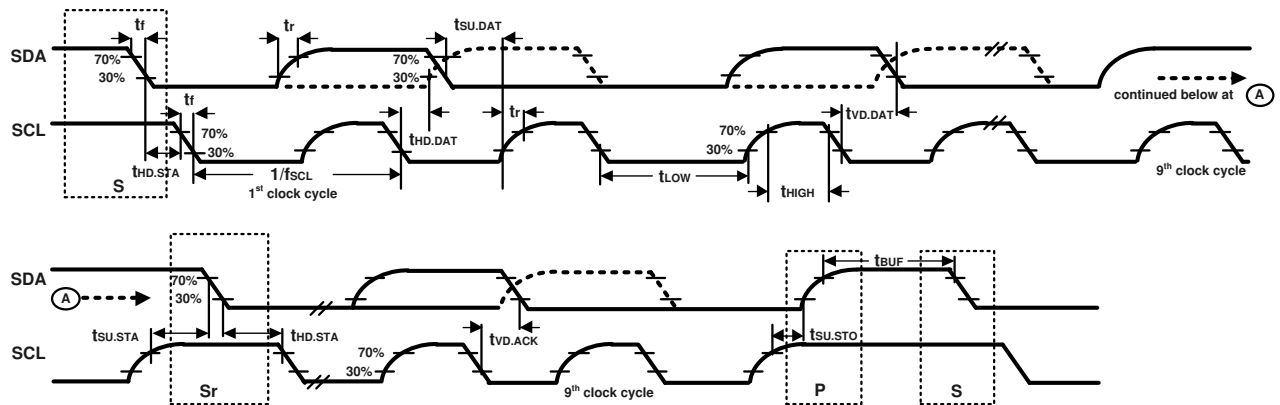 tf
tr
tSU.DAT
SDA
70%
30%
70%
30%
continued below at A
tf
tr
tVD.DAT
SCL
70%
30%
tHD.DAT
70%
30%
tHD.STA
1/fSCL
1st clock cycle
tLOW
tHIGH
9th clock cycle
S
SDA
70%
30%
tBUF
A
tSU.STA
tHD.STA
tVD.ACK
tSU.STO
SCL
70%
30%
9th clock cycle
Sr
P
S